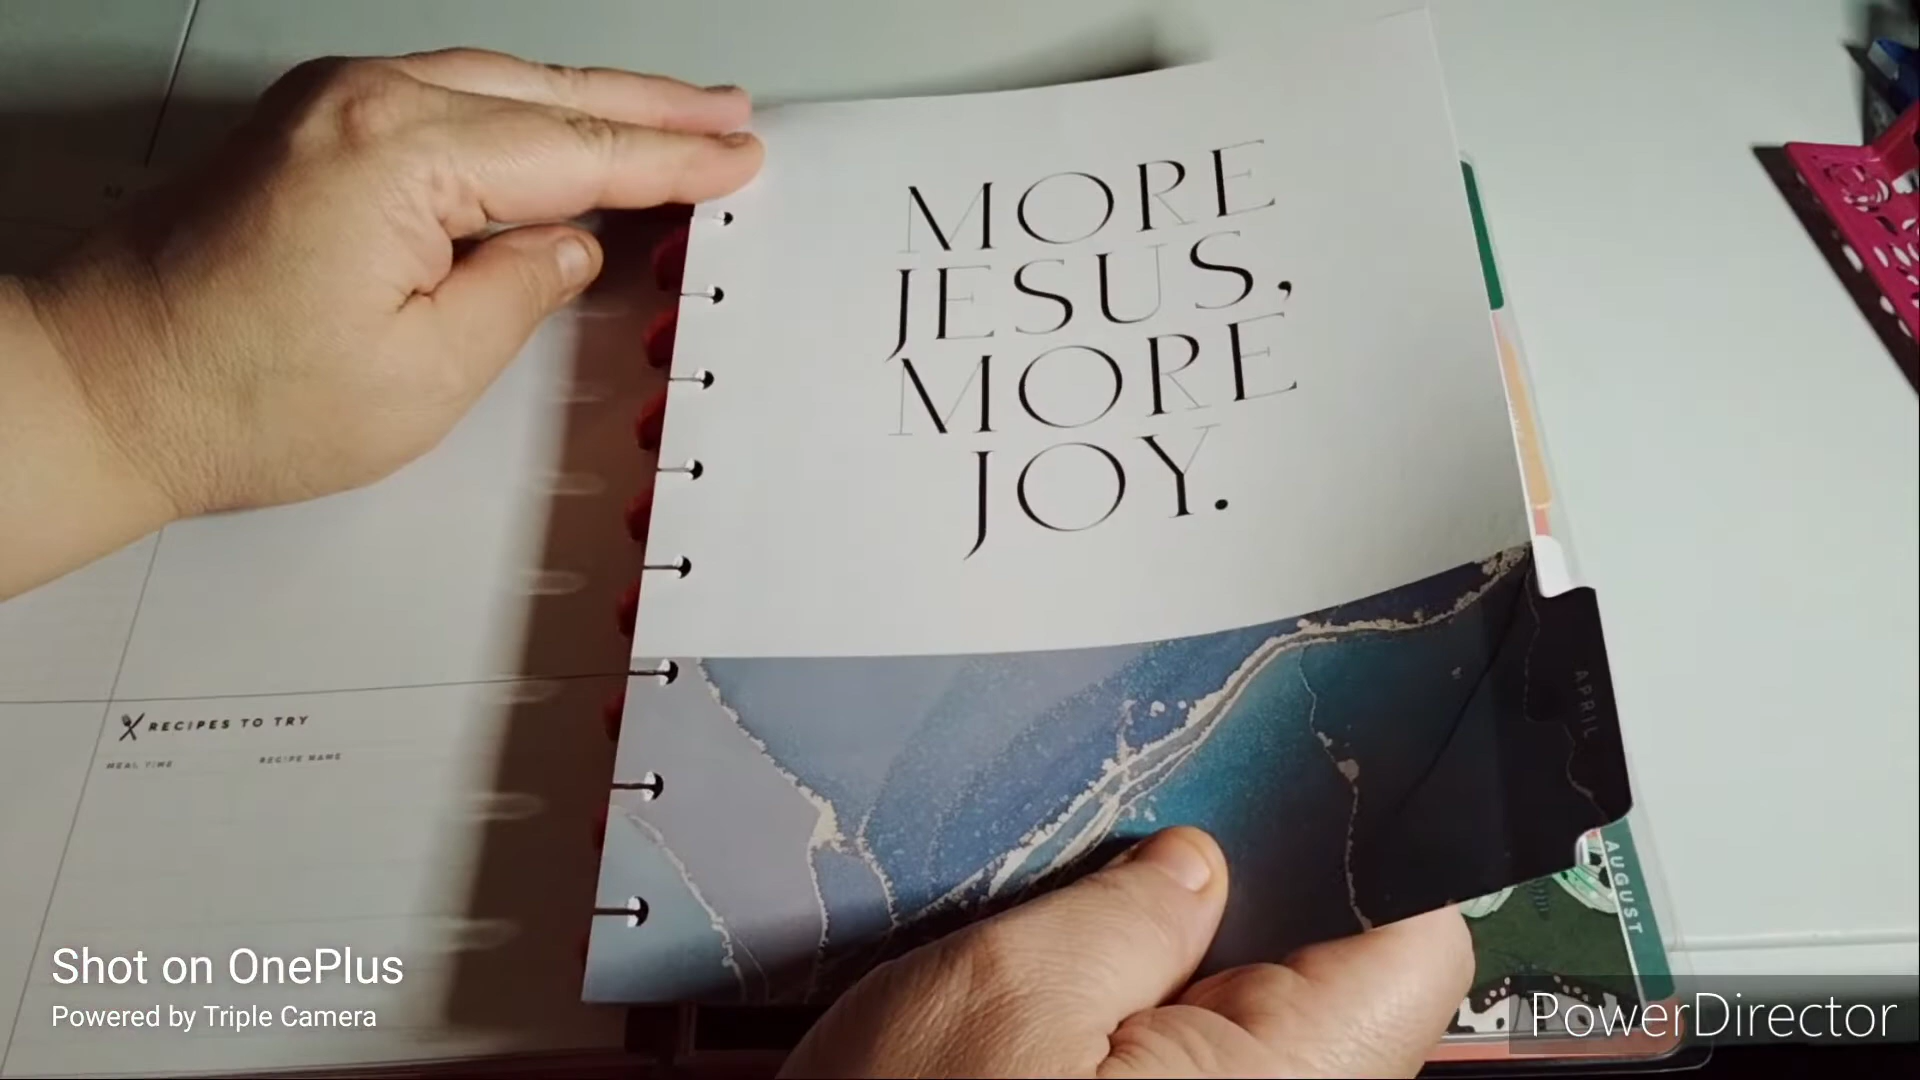 MORE
JESUS,
MORE
JOY.
APRIL
AUGUST
RECIPES TO TRY
MEAL TIME
RECIPE NAME
Shot on OnePlus
Powered by Triple Camera
PowerDirector